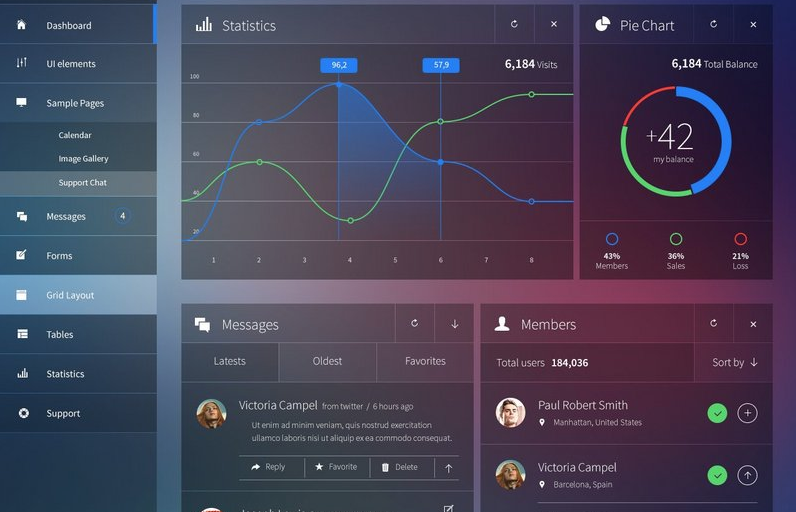 Dashboard
UI elements
Sample Pages
Calendar
Image Gallery
Support Chat
Messages 4
Forms
Grid Layout
Tables
Statistics
Support
Statistics
96,2 57,9
6,184 Visits
100
80
60
40
20
1 2 3 4 5 6 7 8
Pie Chart
6,184 Total Balance
+42
my balance
43% 36% 21%
Members Sales Loss
Messages
Latests Oldest Favorites
Victoria Campel from twitter / 6 hours ago
Ut enim ad minim veniam, quis nostrud exercitation
ullamco laboris nisi ut aliquip ex ea commodo consequat.
Reply Favorite Delete
Members
Total users 184,036 Sort by
Paul Robert Smith
Manhattan, United States
Victoria Campel
Barcelona, Spain